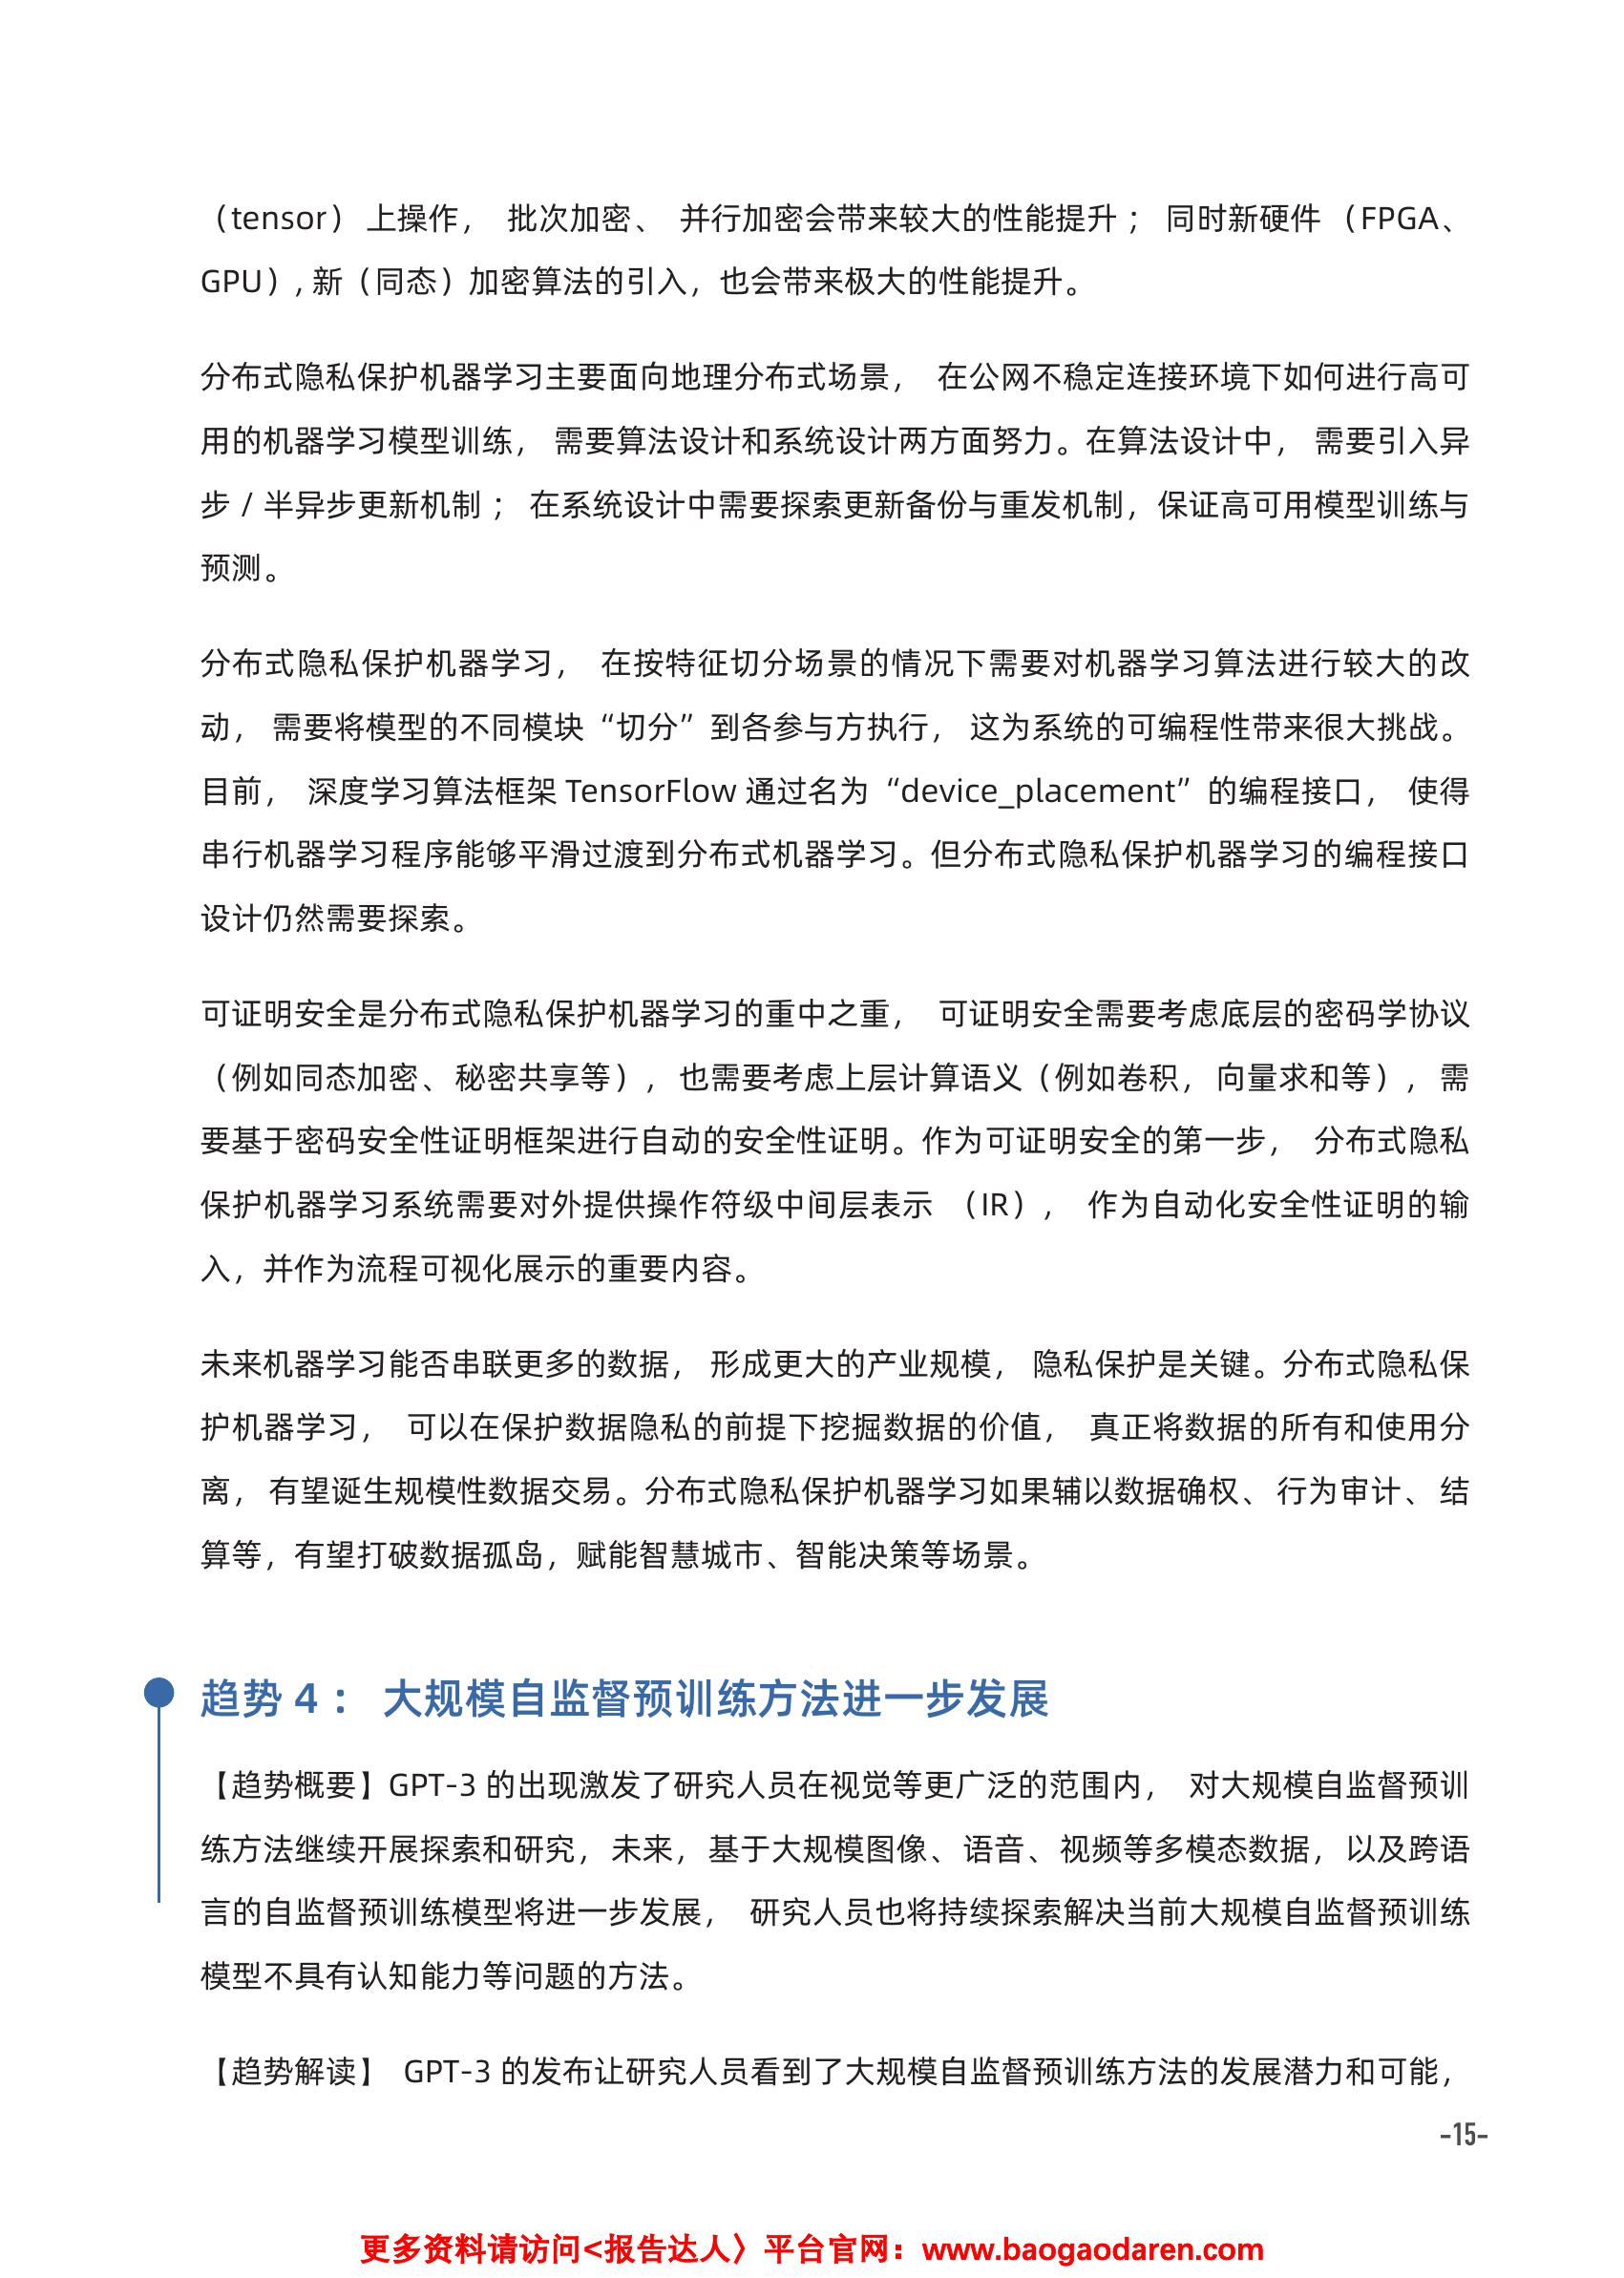 （tensor）上操作， 批次加密、 并行加密会带来较大的性能提升； 同时新硬件（FPGA、
GPU）, 新（同态）加密算法的引入，也会带来极大的性能提升。
分布式隐私保护机器学习主要面向地理分布式场景， 在公网不稳定连接环境下如何进行高可
用的机器学习模型训练， 需要算法设计和系统设计两方面努力。在算法设计中， 需要引入异
步 / 半异步更新机制； 在系统设计中需要探索更新备份与重发机制，保证高可用模型训练与
预测。
分布式隐私保护机器学习， 在按特征切分场景的情况下需要对机器学习算法进行较大的改
动， 需要将模型的不同模块“切分”到各参与方执行， 这为系统的可编程性带来很大挑战。
目前， 深度学习算法框架 TensorFlow 通过名为“device_placement”的编程接口， 使得
串行机器学习程序能够平滑过渡到分布式机器学习。但分布式隐私保护机器学习的编程接口
设计仍然需要探索。
可证明安全是分布式隐私保护机器学习的重中之重， 可证明安全需要考虑底层的密码学协议
（例如同态加密、秘密共享等），也需要考虑上层计算语义（例如卷积，向量求和等），需
要基于密码安全性证明框架进行自动的安全性证明。作为可证明安全的第一步， 分布式隐私
保护机器学习系统需要对外提供操作符级中间层表示 （IR）， 作为自动化安全性证明的输
入，并作为流程可视化展示的重要内容。
未来机器学习能否串联更多的数据， 形成更大的产业规模， 隐私保护是关键。分布式隐私保
护机器学习， 可以在保护数据隐私的前提下挖掘数据的价值， 真正将数据的所有和使用分
离， 有望诞生规模性数据交易。分布式隐私保护机器学习如果辅以数据确权、行为审计、结
算等，有望打破数据孤岛，赋能智慧城市、智能决策等场景。
趋势 4： 大规模自监督预训练方法进一步发展
【趋势概要】GPT-3 的出现激发了研究人员在视觉等更广泛的范围内， 对大规模自监督预训
练方法继续开展探索和研究，未来，基于大规模图像、语音、视频等多模态数据，以及跨语
言的自监督预训练模型将进一步发展， 研究人员也将持续探索解决当前大规模自监督预训练
模型不具有认知能力等问题的方法。
【趋势解读】 GPT-3 的发布让研究人员看到了大规模自监督预训练方法的发展潜力和可能，
-15-
更多资料请访问<报告达人〉平台官网：www.baogaodaren.com